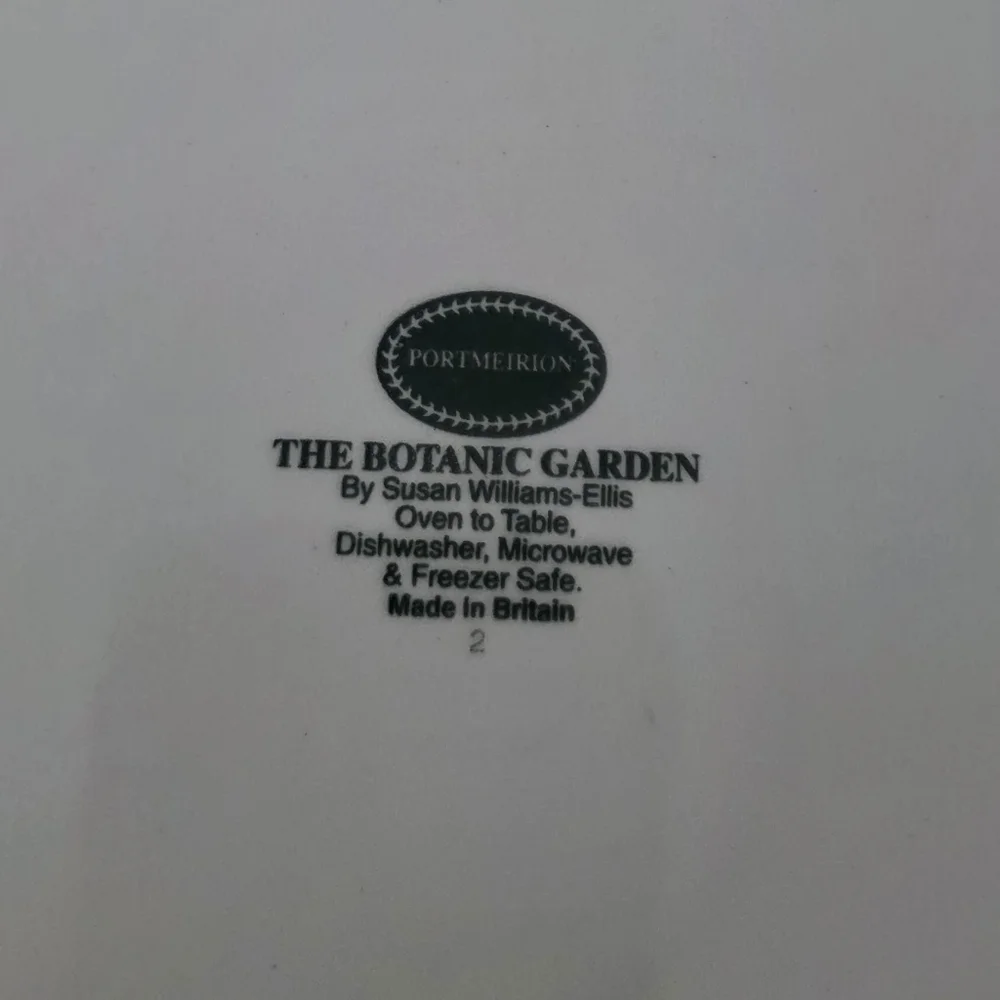 PORTMEIRION
THE BOTANIC GARDEN
By Susan Williams-Ellis
Oven to Table,
Dishwasher, Microwave
& Freezer Safe.
Made in Britain
2